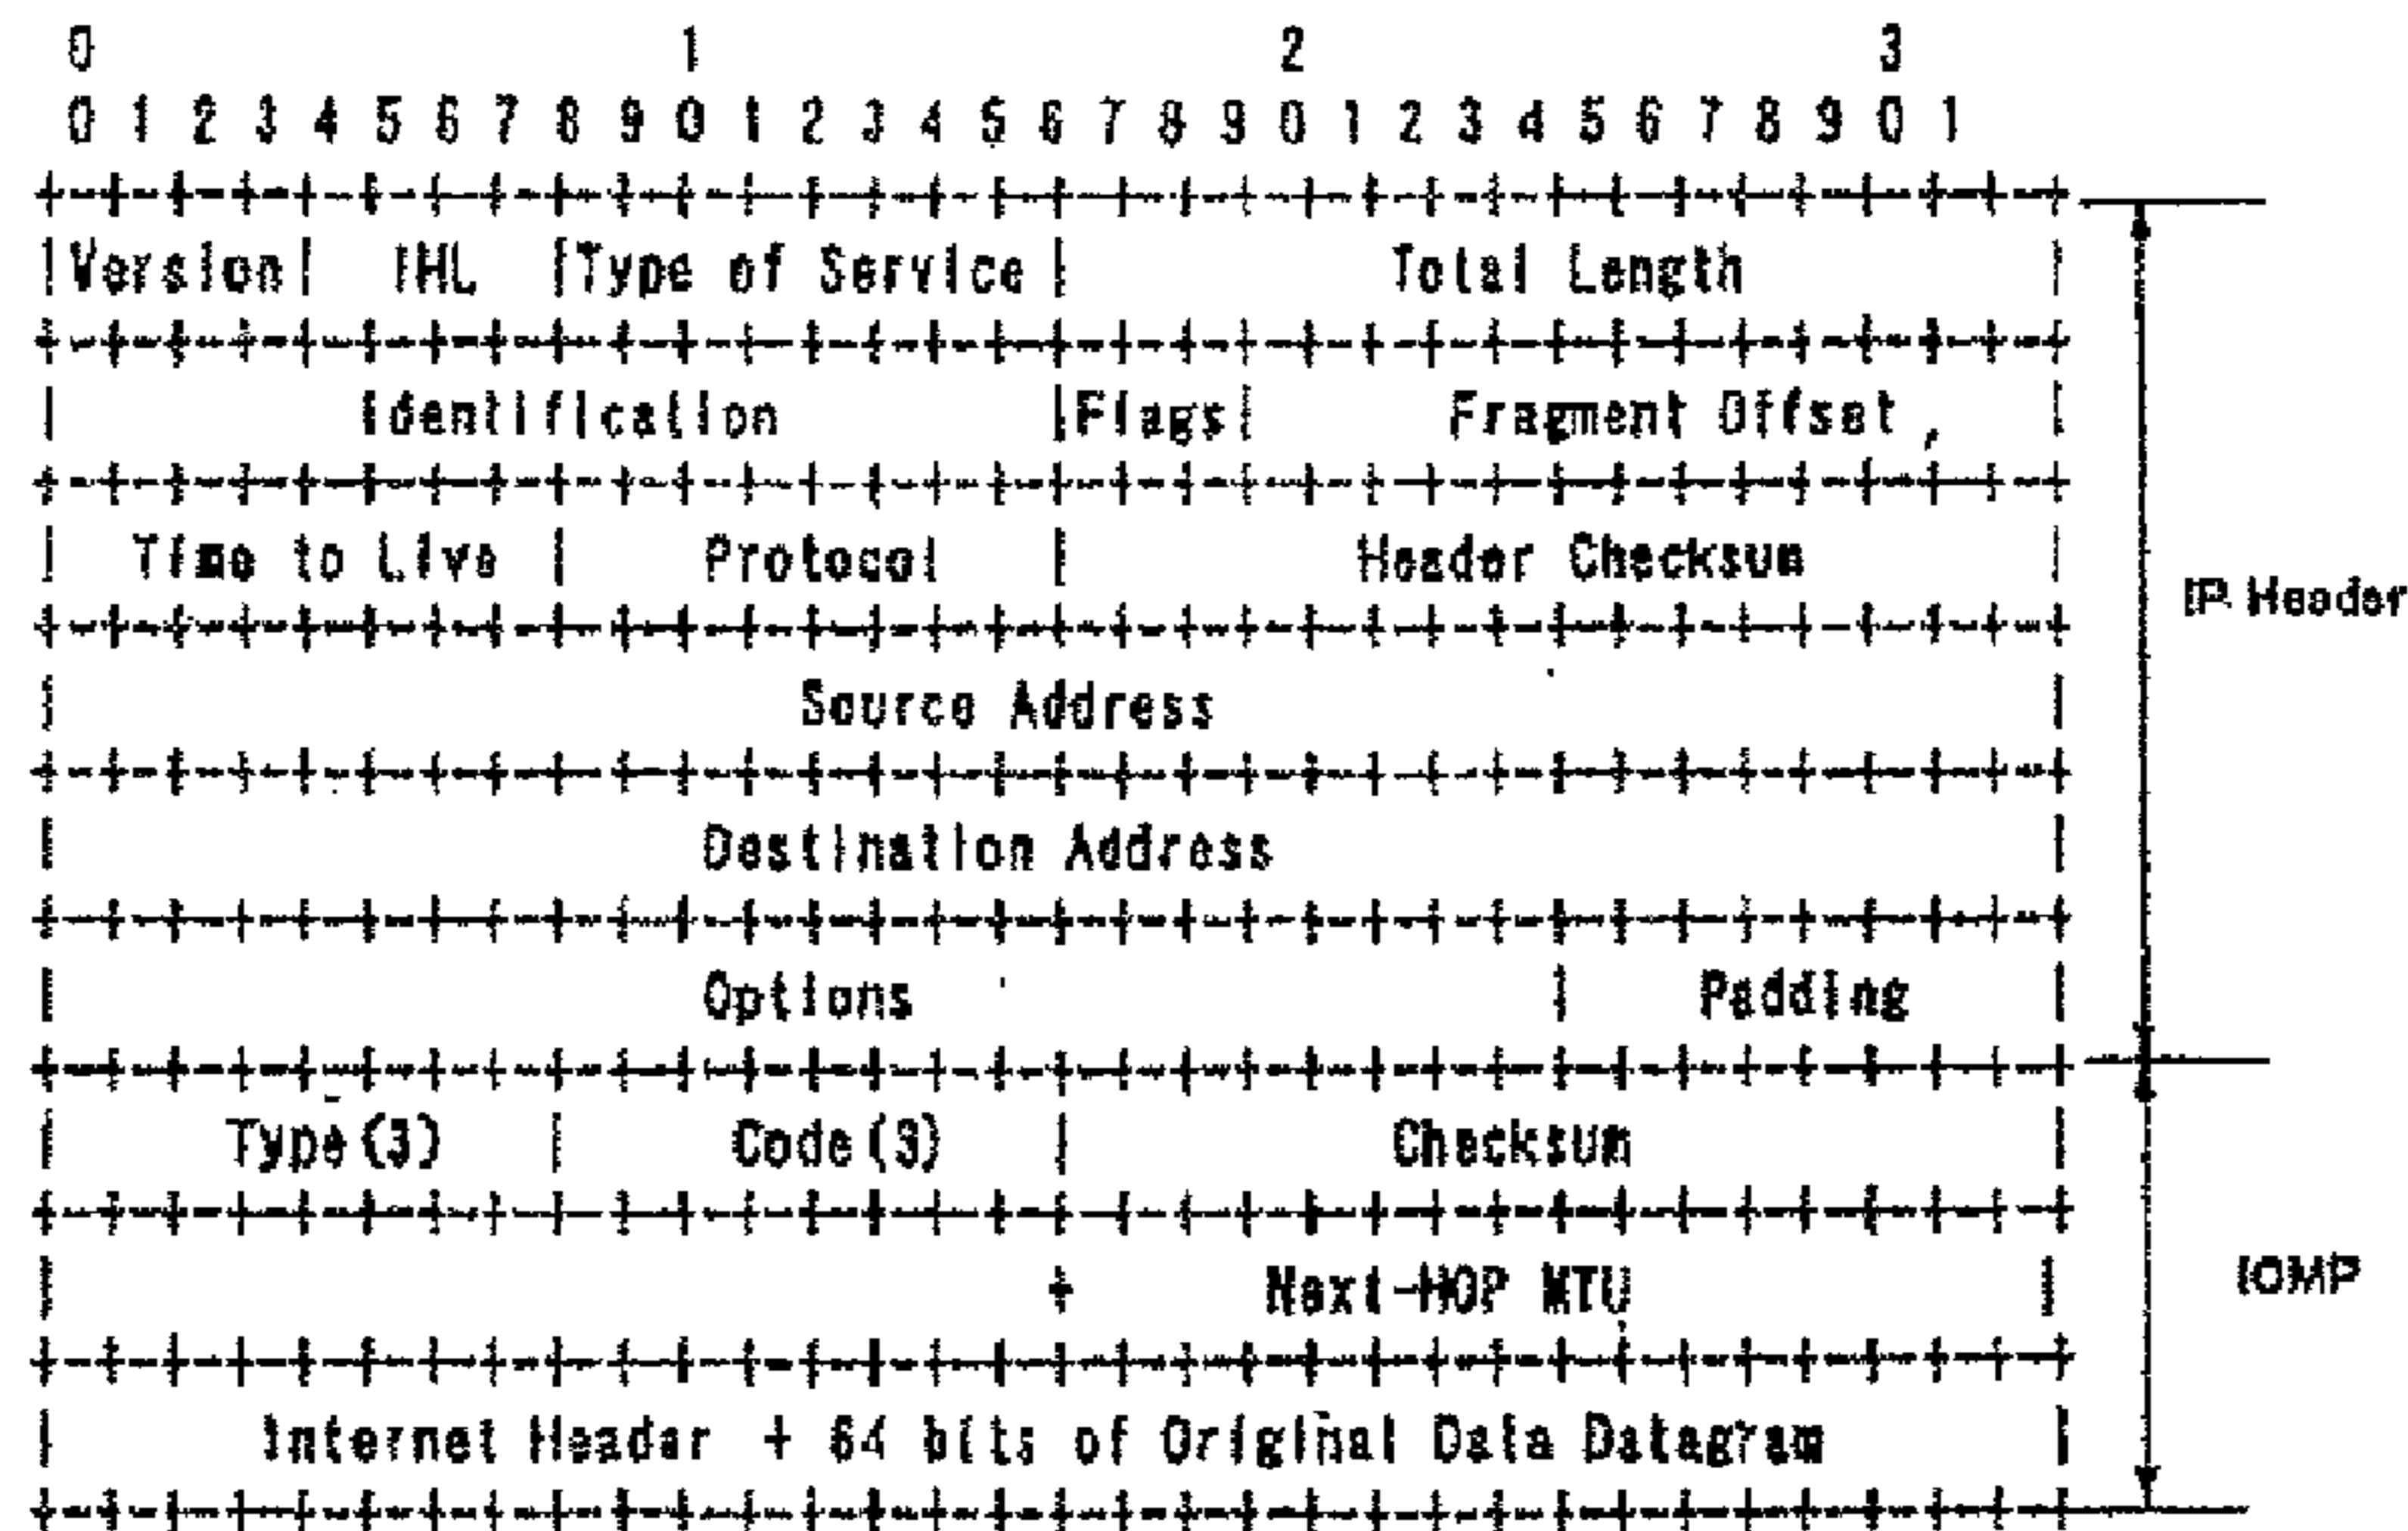 0 1 2 3
0 1 2 3 4 5 6 7 8 9 0 1 2 3 4 5 6 7 8 9 0 1 2 3 4 5 6 7 8 9 0 1
Version IHL Type of Service Total Length
Identification Flags Fragment Offset
Time to Live Protocol Header Checksum
IP Header
Source Address
Destination Address
Options Padding
Type(3) Code(3) Checksum
+ Next-HOP MTU
ICMP
Internet Header + 64 bits of Original Data Datagram